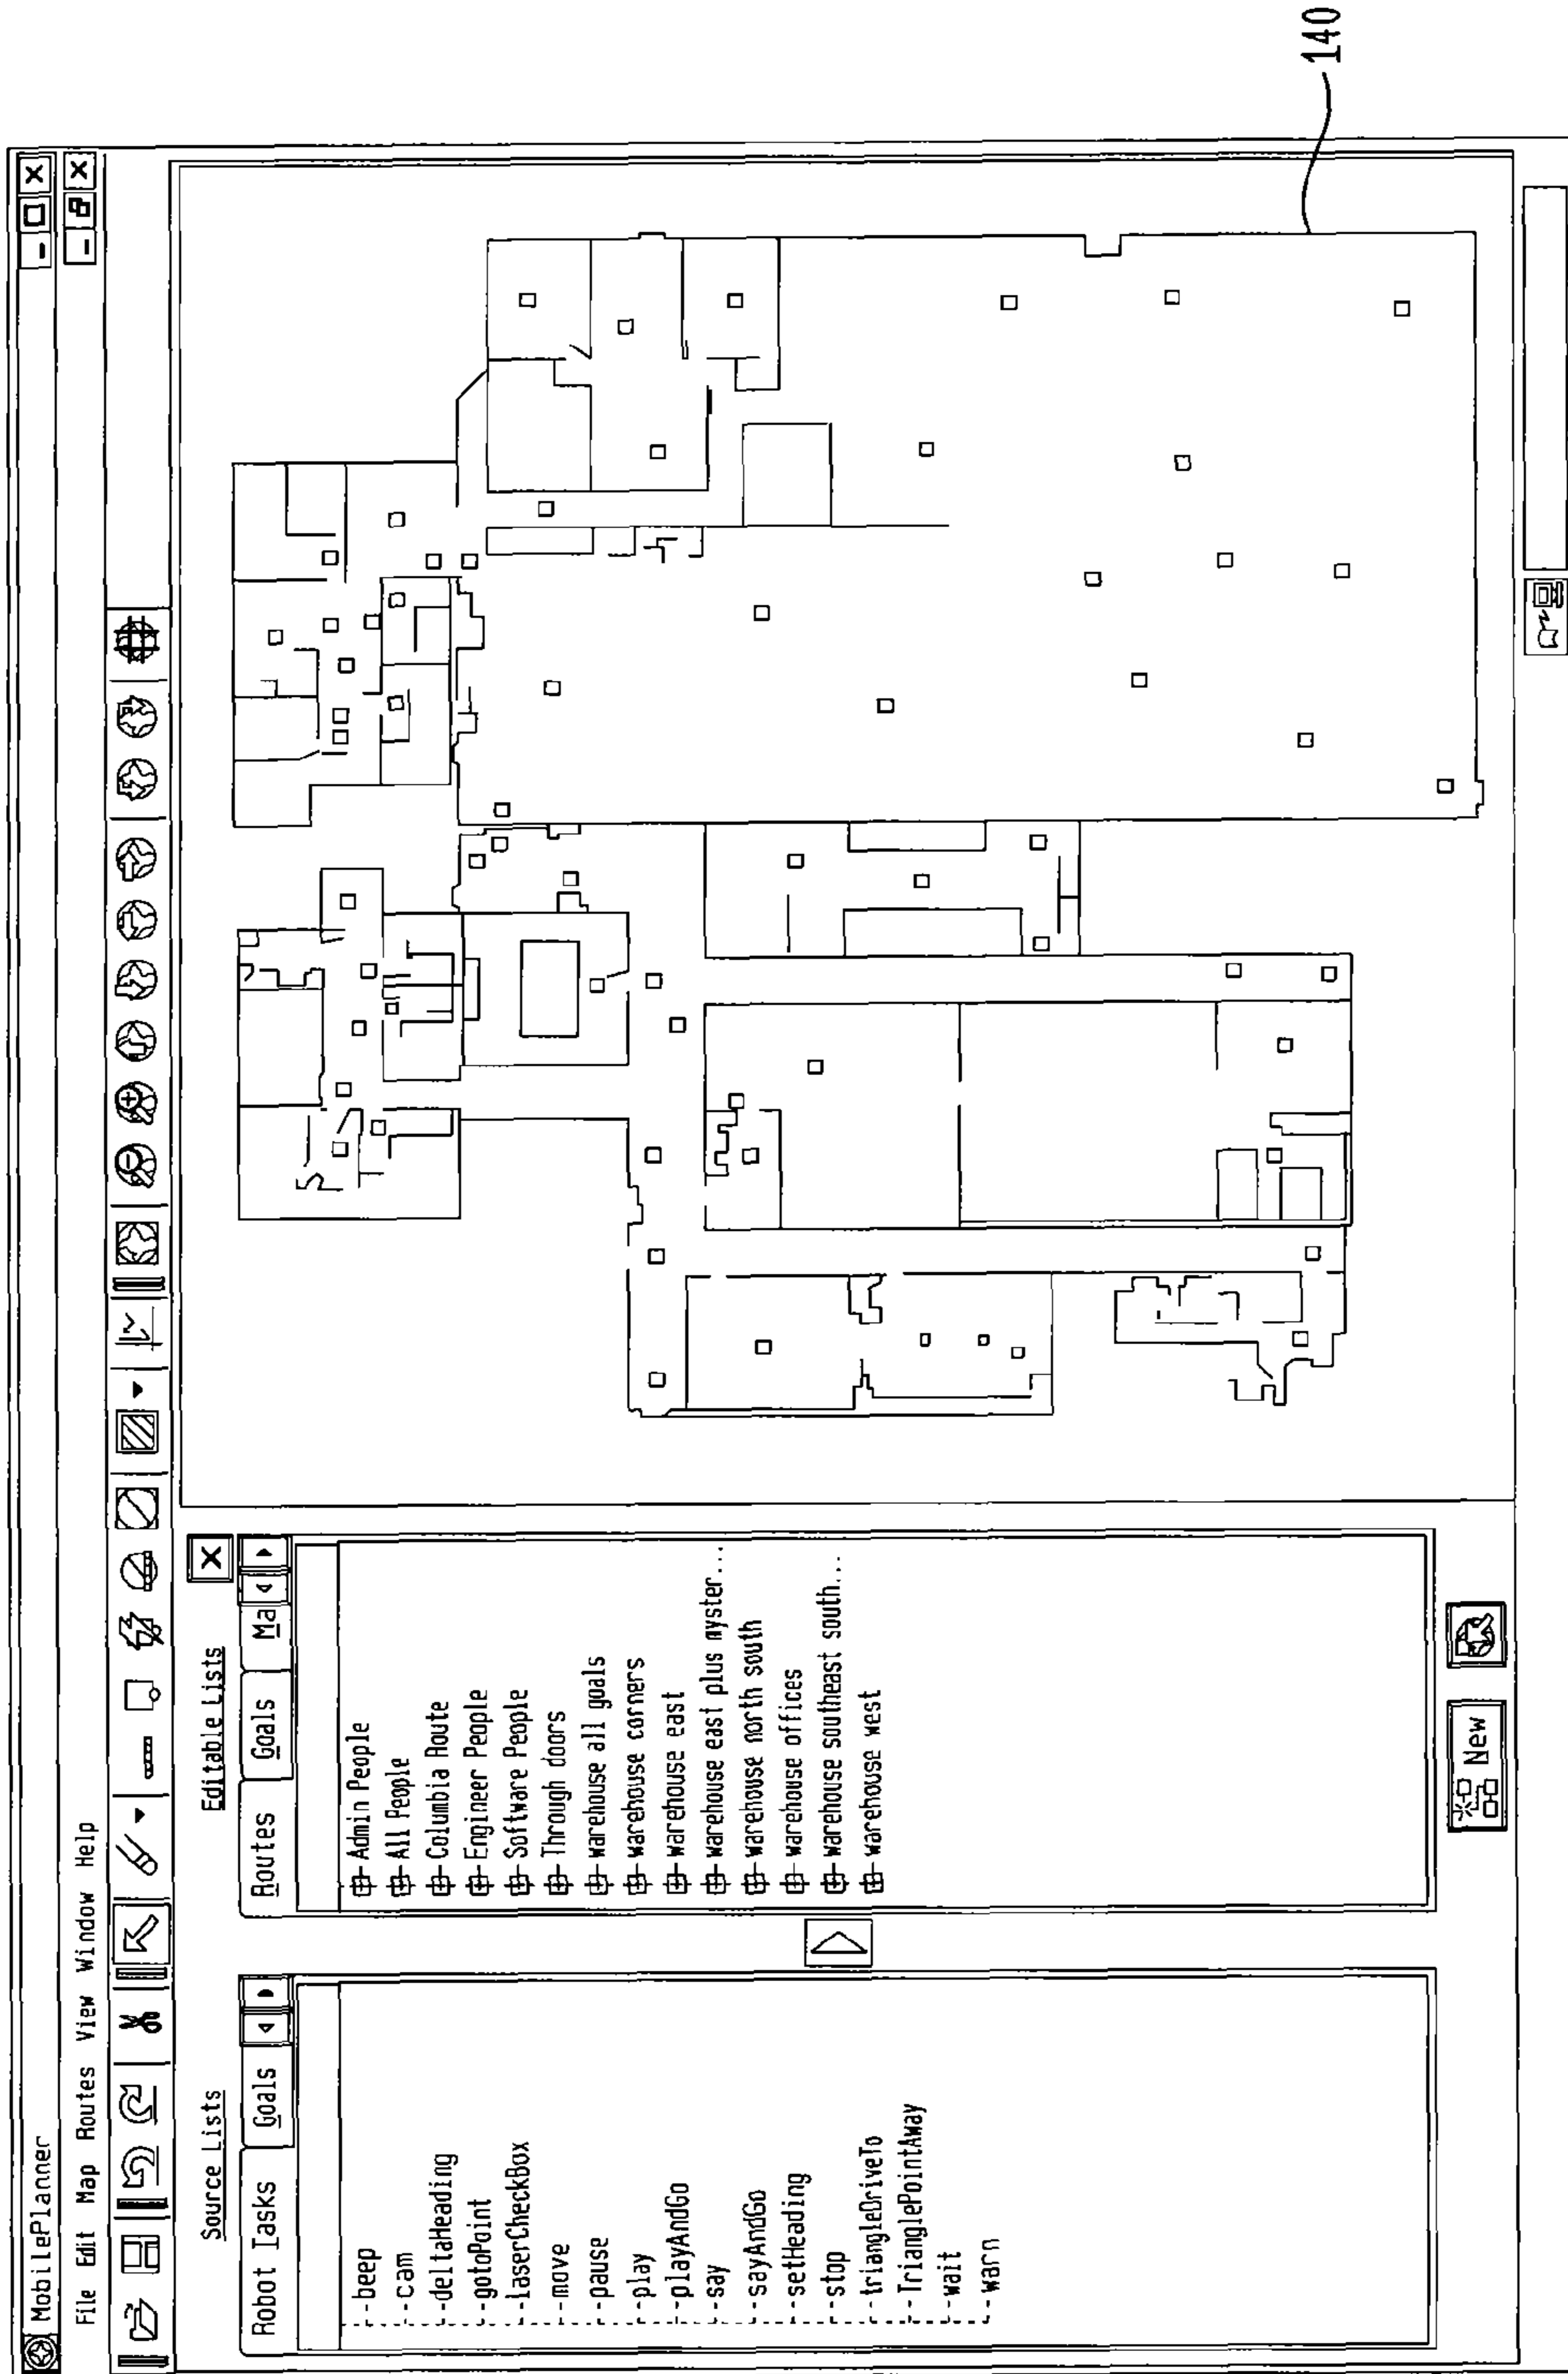 MobilePlanner
File Edit Map Routes View Window Help
Source Lists
Robot Tasks
Goals
beep
cam
deltaHeading
gotoPoint
LaserCheckBox
move
pause
play
playAndGo
say
sayAndGo
setHeading
stop
triangleDriveTo
TrianglePointAway
wait
warn
Editable Lists
Routes
Goals
Ma
Admin People
All People
Columbia Route
Engineer People
Software People
Through doors
warehouse all goals
warehouse corners
warehouse east
warehouse east plus myster...
warehouse north south
warehouse offices
warehouse southeast south...
warehouse west
New
140